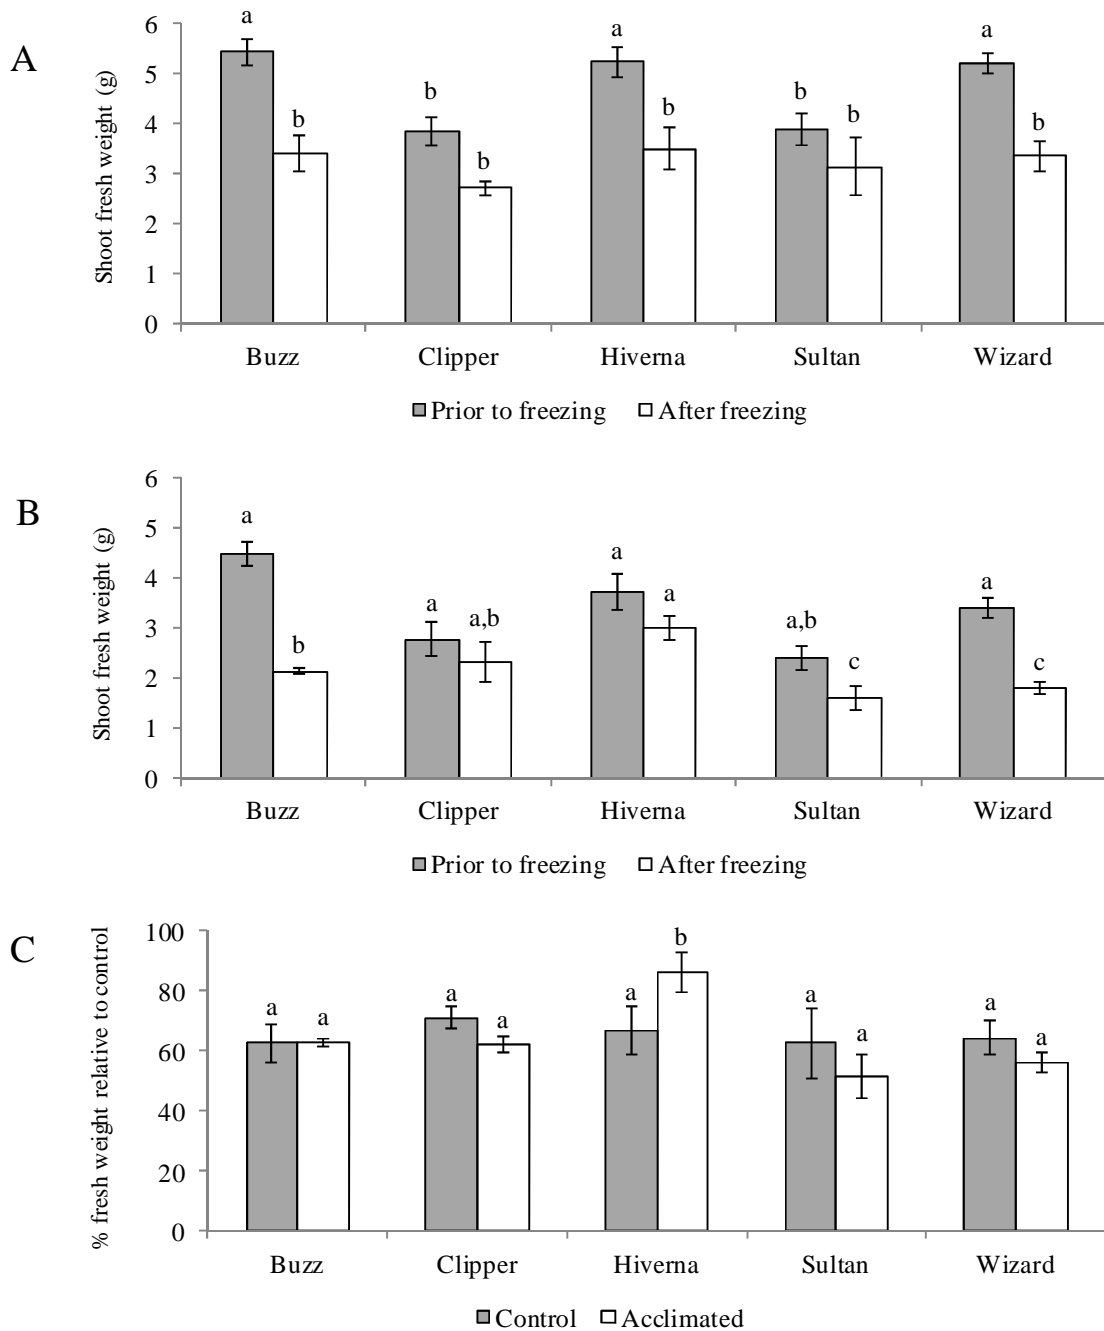 A
Shoot fresh weight (g)
6
5
4
3
2
1
0
a b b b a b b b a b
Buzz Clipper Hiverna Sultan Wizard
Prior to freezing After freezing
B
Shoot fresh weight (g)
6
5
4
3
2
1
0
a b a a,b a a a,b c a c
Buzz Clipper Hiverna Sultan Wizard
Prior to freezing After freezing
C
% fresh weight relative to control
100
80
60
40
20
0
a a a a a b a a a a
Buzz Clipper Hiverna Sultan Wizard
Control Acclimated